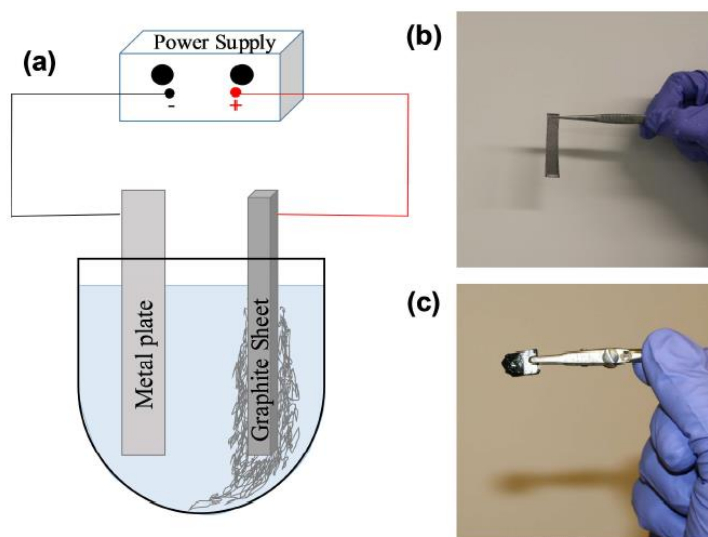 (a)
Power Supply
- +
Metal plate
Graphite Sheet
(b)
(c)